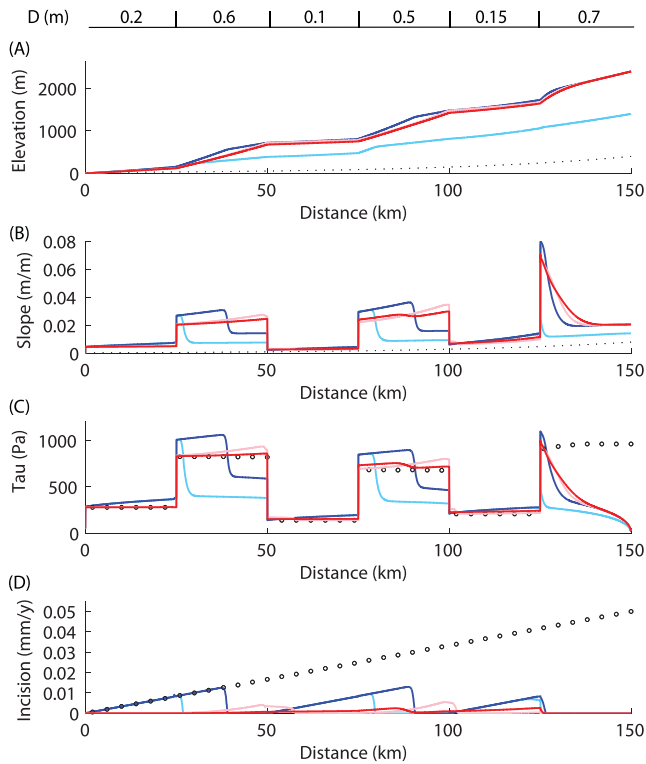 D (m) 0.2 0.6 0.1 0.5 0.15 0.7
(A)
Elevation (m)
2000
1000
0
0 50 100 150
Distance (km)
(B)
Slope (m/m)
0.08
0.06
0.04
0.02
0
0 50 100 150
Distance (km)
(C)
Tau (Pa)
1000
500
0
0 50 100 150
Distance (km)
(D)
Incision (mm/y)
0.05
0.04
0.03
0.02
0.01
0
0 50 100 150
Distance (km)